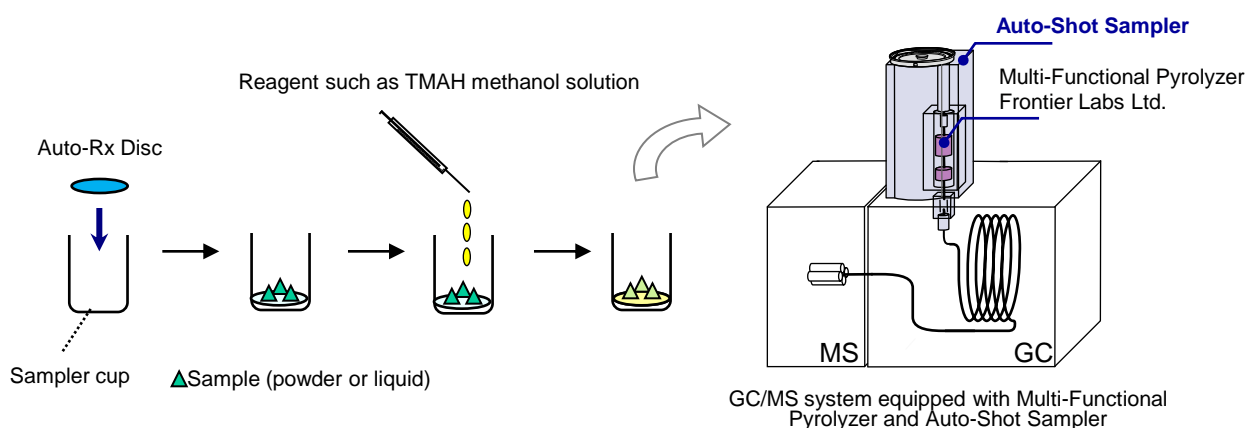 Auto-Shot Sampler
Reagent such as TMAH methanol solution
Multi-Functional Pyrolyzer
Frontier Labs Ltd.
Auto-Rx Disc
MS
GC
Sampler cup
Sample (powder or liquid)
GC/MS system equipped with Multi-Functional
Pyrolyzer and Auto-Shot Sampler